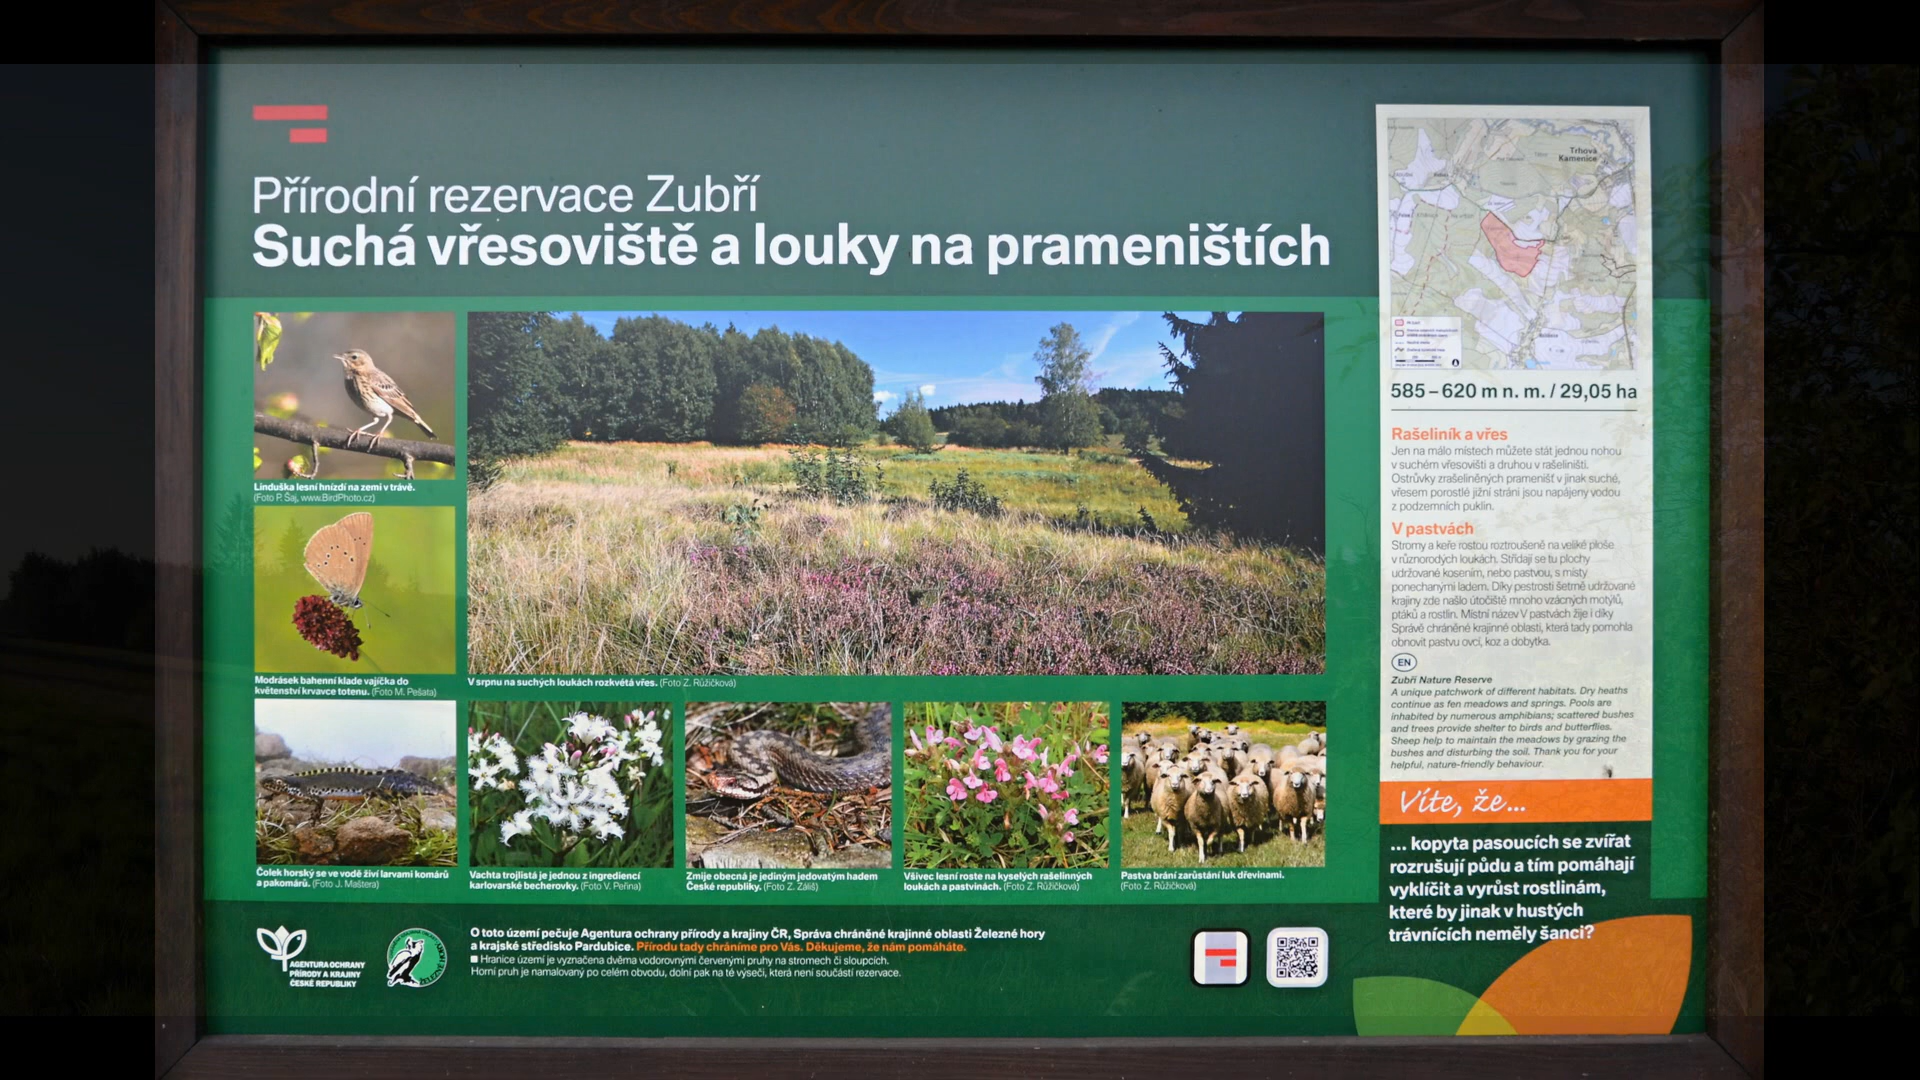 Přírodní rezervace Zubří
Suchá vřesoviště a louky na prameništích
Linduška lesní hnízdí na zemi v trávě.
(Foto P. Šaj, www.BirdPhoto.cz)
Modrásek bahenní klade vajíčka do
květenství krvavce totenu. (Foto M. Pešata)
V srpnu na suchých loukách rozkvétá vřes. (Foto Z. Růžičková)
Čolek horský se ve vodě živí larvami komárů
a pakomárů. (Foto J. Maštera)
Vachta trojlistá je jednou z ingrediencí
karlovarské becherovky. (Foto V. Peřina)
Zmije obecná je jediným jedovatým hadem
České republiky. (Foto Z. Záliš)
Všivec lesní roste na kyselých rašelinných
loukách a pastvinách. (Foto Z. Růžičková)
Pastva brání zarůstání luk dřevinami.
(Foto Z. Růžičková)
AGENTURA OCHRANY
PŘÍRODY A KRAJINY
ČESKÉ REPUBLIKY
ŽELEZNÉ HORY
O toto území pečuje Agentura ochrany přírody a krajiny ČR, Správa chráněné krajinné oblasti Železné hory
a krajské středisko Pardubice. Přírodu tady chráníme pro Vás. Děkujeme, že nám pomáháte.
Hranice území je vyznačena dvěma vodorovnými červenými pruhy na stromech či sloupcích.
Horní pruh je namalovaný po celém obvodu, dolní pak na té výseči, která není součástí rezervace.
Trhová
Kamenice
585 – 620 m n. m. / 29,05 ha
Rašeliník a vřes
Jen na málo místech můžete stát jednou nohou
v suchém vřesovišti a druhou v rašeliništi.
Ostrůvky zrašeliněných pramenišť v jinak suché,
vřesem porostlé jižní stráni jsou napájeny vodou
z podzemních puklin.
V pastvách
Stromy a keře rostou roztroušeně na veliké ploše
v různorodých loukách. Střídají se tu plochy
udržované kosením, nebo pastvou, s místy
ponechanými ladem. Díky pestrosti šetrně udržované
krajiny zde našlo útočiště mnoho vzácných motýlů,
ptáků a rostlin. Místní název V pastvách žije i díky
Správě chráněné krajinné oblasti, která tady pomohla
obnovit pastvu ovcí, koz a dobytka.
EN
Zubří Nature Reserve
A unique patchwork of different habitats. Dry heaths
continue as fen meadows and springs. Pools are
inhabited by numerous amphibians; scattered bushes
and trees provide shelter to birds and butterflies.
Sheep help to maintain the meadows by grazing the
bushes and disturbing the soil. Thank you for your
helpful, nature-friendly behaviour.
Víte, že...
... kopyta pasoucích se zvířat
rozrušují půdu a tím pomáhají
vyklíčit a vyrůst rostlinám,
které by jinak v hustých
trávnících neměly šanci?